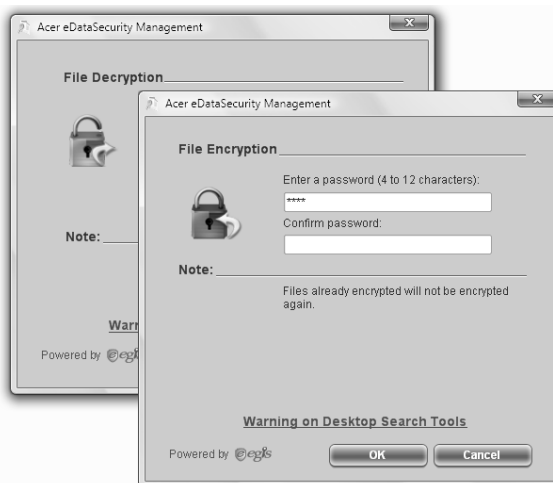 Acer eDataSecurity Management
File Decryption
Note:
Powered by
Acer eDataSecurity Management
File Encryption
Enter a password (4 to 12 characters):
****
Confirm password:
Note:
Files already encrypted will not be encrypted
again.
Warning on Desktop Search Tools
Powered by egis
OK
Cancel